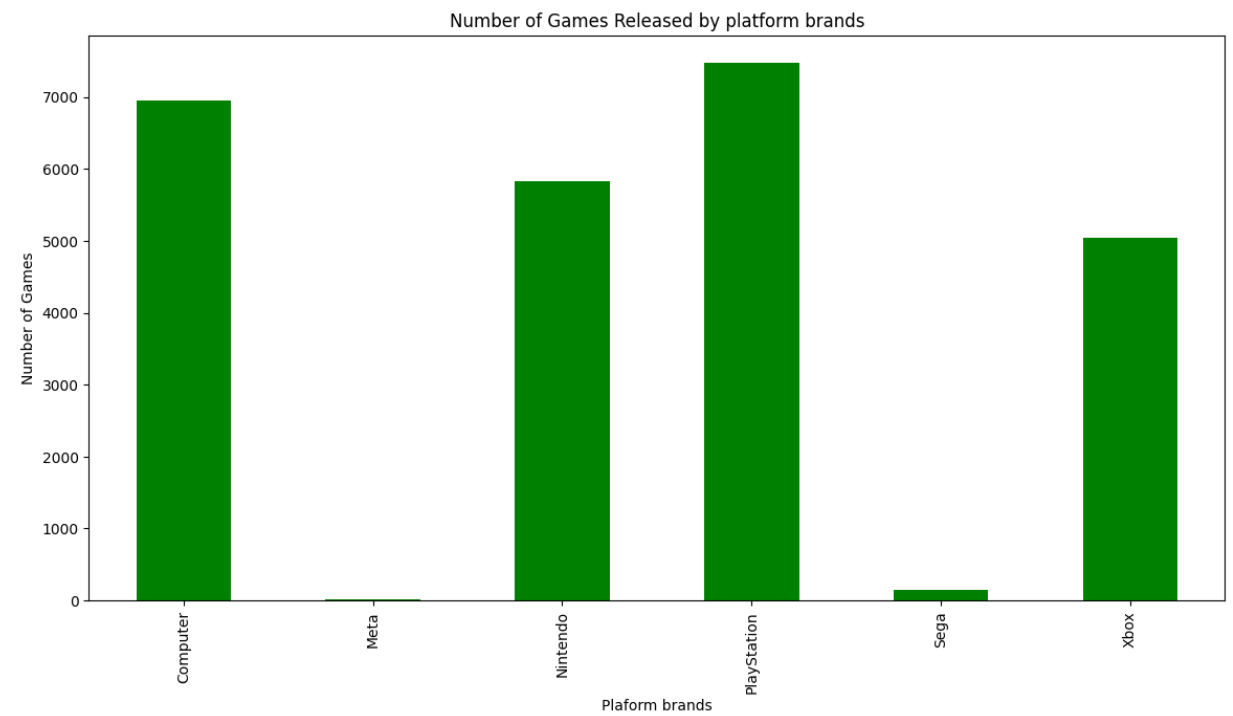 Number of Games Released by platform brands
Number of Games
7000
6000
5000
4000
3000
2000
1000
0
Computer
Meta
Nintendo
PlayStation
Sega
Xbox
Plaform brands